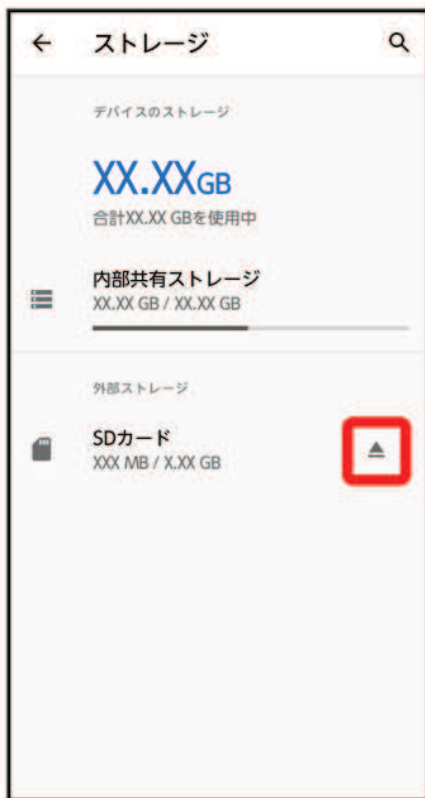 ストレージ
デバイスのストレージ
XX.XXGB
合計XX.XX GBを使用中
内部共有ストレージ
XX.XX GB / XX.XX GB
外部ストレージ
SDカード
XXX MB / X.XX GB